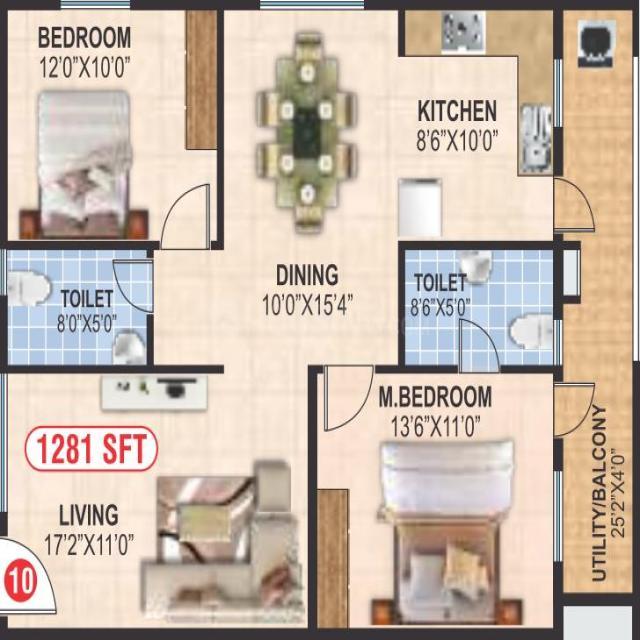 BEDROOM
12'0"X10'0"
KITCHEN
8'6"X10'0"
DINING
10'0"X15'4"
TOILET
8'0"X5'0"
TOILET
8'6"X5'0"
M.BEDROOM
13'6"X11'0"
1281 SFT
LIVING
17'2"X11'0"
10
UTILITY/BALCONY
25'2"X4'0"